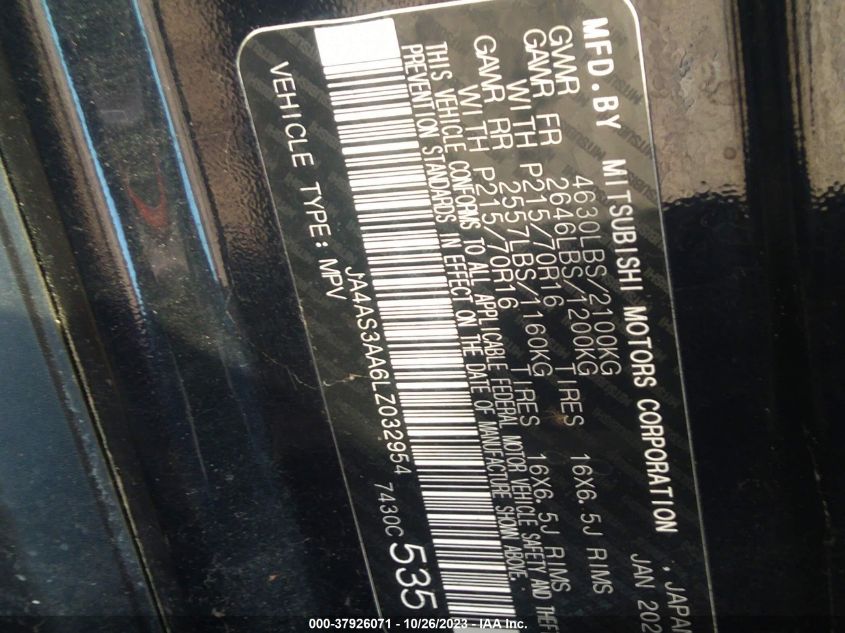 MFD.BY MITSUBISHI MOTORS CORPORATION , JAPAN
JAN 202
GWWR 4630LBS/2100KG
GAWR FR 2646LBS/1200KG TIRES 16X6.5J RIMS
WITH P215/70R16
GAWR RR 2557LBS/1160KG TIRES 16X6.5J RIMS
WITH P215/70R16
THIS VEHICLE CONFORMS TO ALL APPLICABLE FEDERAL MOTOR VEHICLE SAFETY AND THEFT
PREVENTION STANDARDS IN EFFECT ON THE DATE OF MANUFACTURE SHOWN ABOVE.
JA4AS3AA6LZ032954 7430C 535
VEHICLE TYPE: MPV
000-37926071 - 10/26/2023 - IAA Inc.